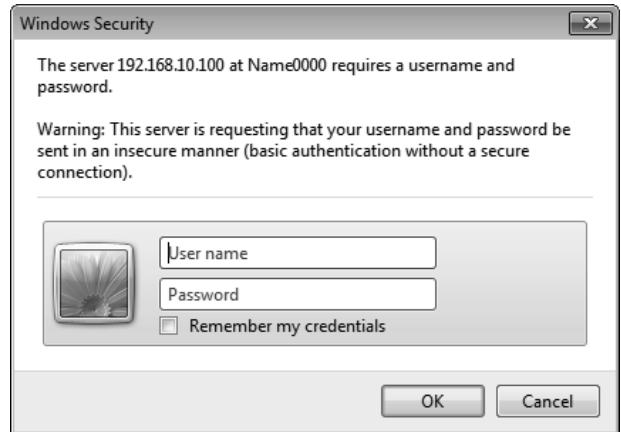 Windows Security
The server 192.168.10.100 at Name0000 requires a username and
password.
Warning: This server is requesting that your username and password be
sent in an insecure manner (basic authentication without a secure
connection).
User name
Password
Remember my credentials
OK
Cancel